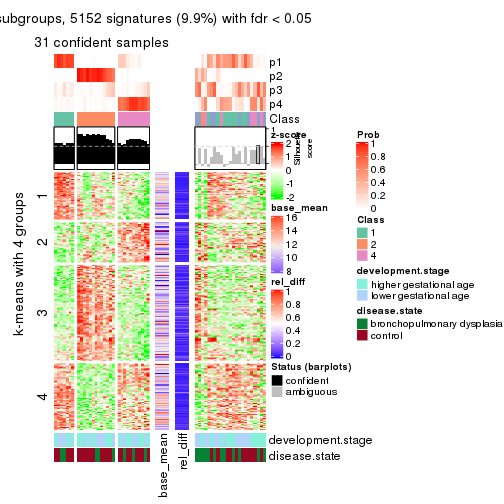 subgroups, 5152 signatures (9.9%) with fdr < 0.05
31 confident samples
p1
p2
p3
p4
Class
1
Silhouette
score
z-score
2
1
0
-1
-2
base_mean
16
14
12
10
8
rel_diff
1
0.8
0.6
0.4
0.2
0
Status (barplots)
confident
ambiguous
Prob
1
0.8
0.6
0.4
0.2
0
Class
1
2
4
development.stage
higher gestational age
lower gestational age
disease.state
bronchopulmonary dysplasia
control
k-means with 4 groups
1
2
3
4
development.stage
disease.state
base_mean
rel_diff